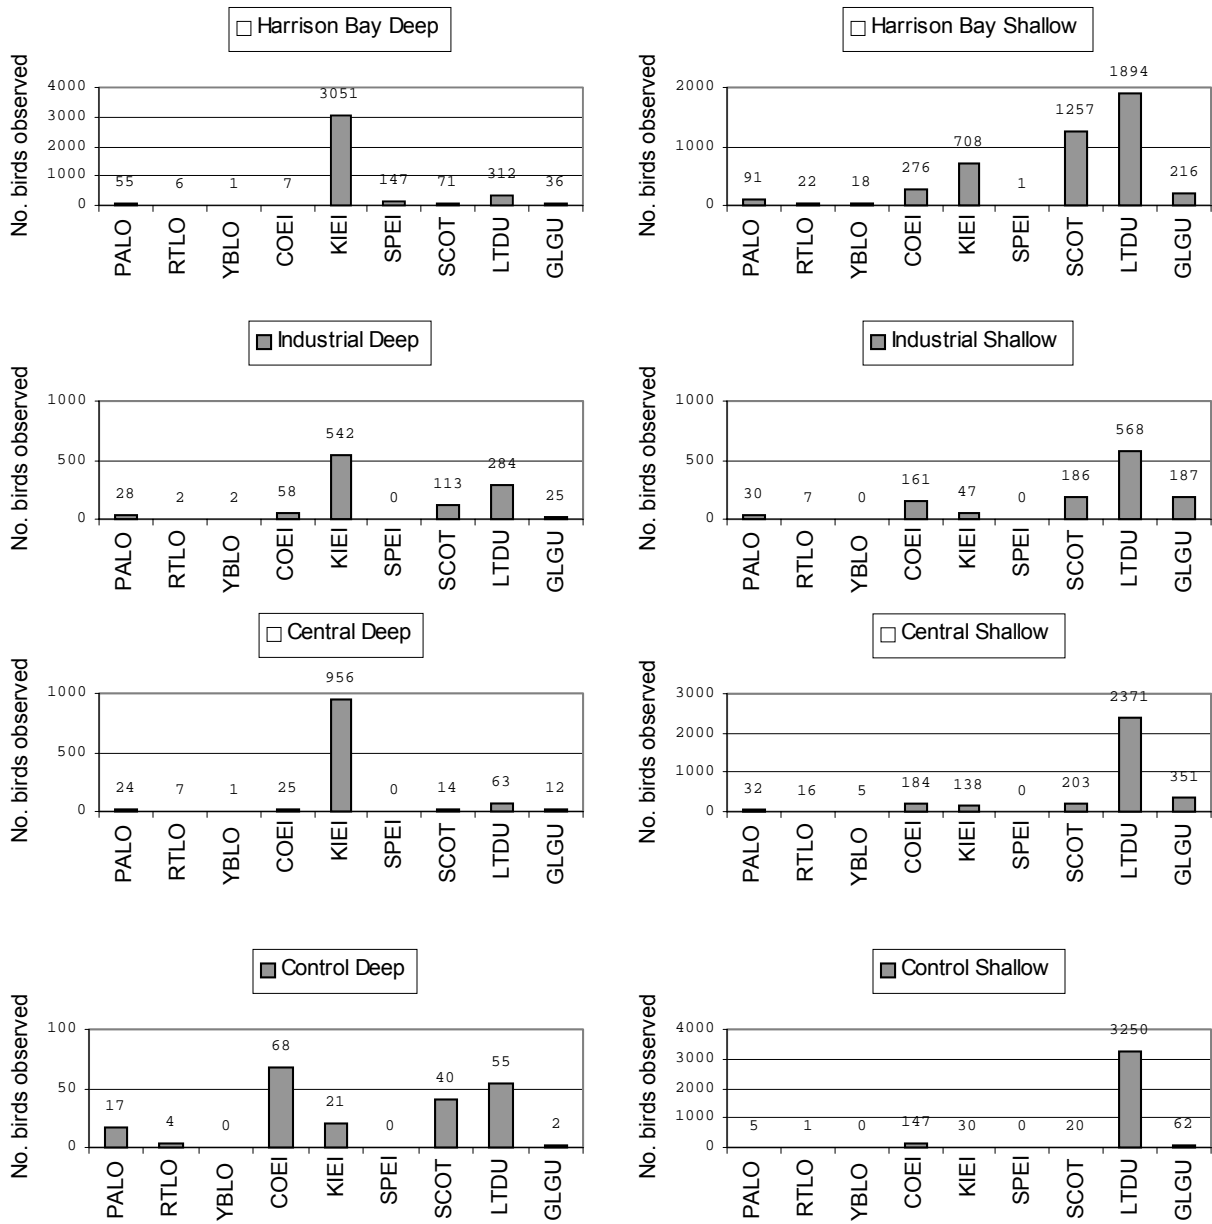 Harrison Bay Deep
No. birds observed
4000
3000
2000
1000
0
55 6 1 7 3051 147 71 312 36
PALO RTLO YBLO COEI KIEI SPEI SCOT LTDU GLGU
Harrison Bay Shallow
No. birds observed
2000
1000
0
91 22 18 276 708 1 1257 1894 216
PALO RTLO YBLO COEI KIEI SPEI SCOT LTDU GLGU
Industrial Deep
No. birds observed
1000
500
0
28 2 2 58 542 0 113 284 25
PALO RTLO YBLO COEI KIEI SPEI SCOT LTDU GLGU
Industrial Shallow
No. birds observed
1000
500
0
30 7 0 161 47 0 186 568 187
PALO RTLO YBLO COEI KIEI SPEI SCOT LTDU GLGU
Central Deep
No. birds observed
1000
500
0
24 7 1 25 956 0 14 63 12
PALO RTLO YBLO COEI KIEI SPEI SCOT LTDU GLGU
Central Shallow
No. birds observed
3000
2000
1000
0
32 16 5 184 138 0 203 2371 351
PALO RTLO YBLO COEI KIEI SPEI SCOT LTDU GLGU
Control Deep
No. birds observed
100
50
0
17 4 0 68 21 0 40 55 2
PALO RTLO YBLO COEI KIEI SPEI SCOT LTDU GLGU
Control Shallow
No. birds observed
4000
3000
2000
1000
0
5 1 0 147 30 0 20 3250 62
PALO RTLO YBLO COEI KIEI SPEI SCOT LTDU GLGU